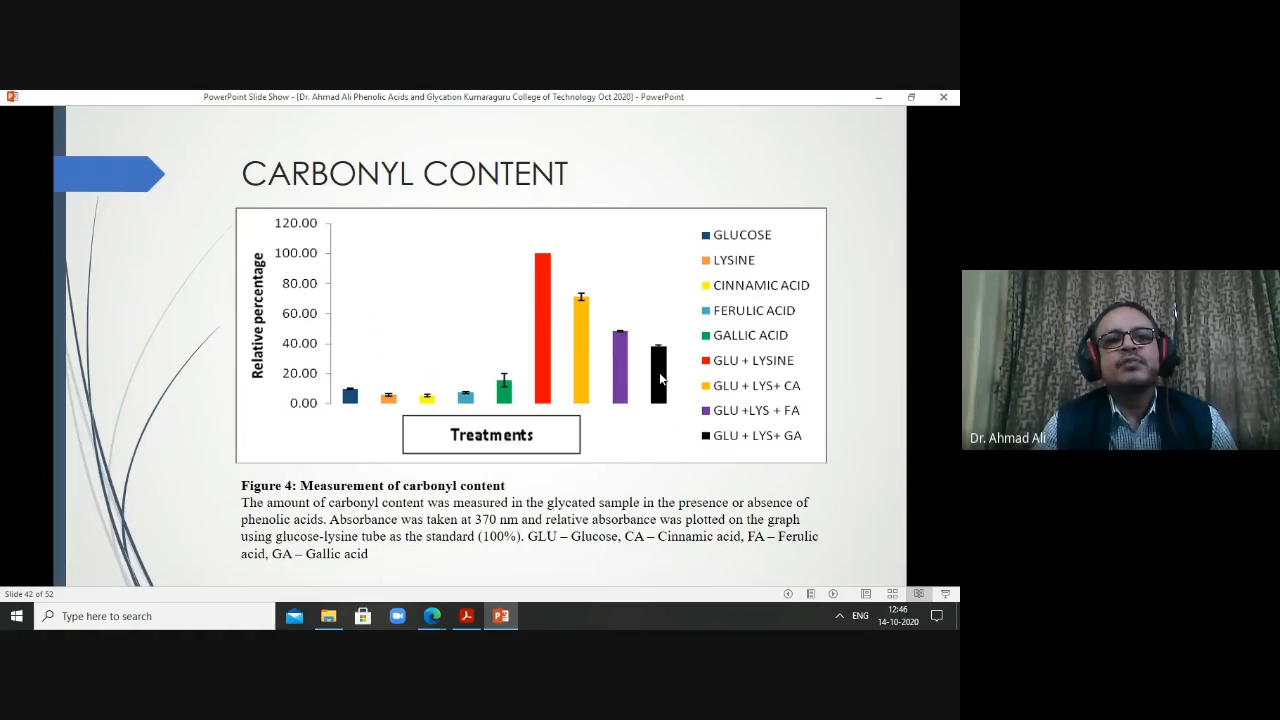 PowerPoint Slide Show - [Dr. Ahmad Ali Phenolic Acids and Glycation Kumaraguru College of Technology Oct 2020] - PowerPoint
CARBONYL CONTENT
120.00
100.00
80.00
60.00
40.00
20.00
0.00
Relative percentage
Treatments
GLUCOSE
LYSINE
CINNAMIC ACID
FERULIC ACID
GALLIC ACID
GLU + LYSINE
GLU + LYS+ CA
GLU +LYS + FA
GLU + LYS+ GA
Figure 4: Measurement of carbonyl content
The amount of carbonyl content was measured in the glycated sample in the presence or absence of
phenolic acids. Absorbance was taken at 370 nm and relative absorbance was plotted on the graph
using glucose-lysine tube as the standard (100%). GLU – Glucose, CA – Cinnamic acid, FA – Ferulic
acid, GA – Gallic acid
Dr. Ahmad Ali
Slide 42 of 52
Type here to search
ENG
12:46
14-10-2020